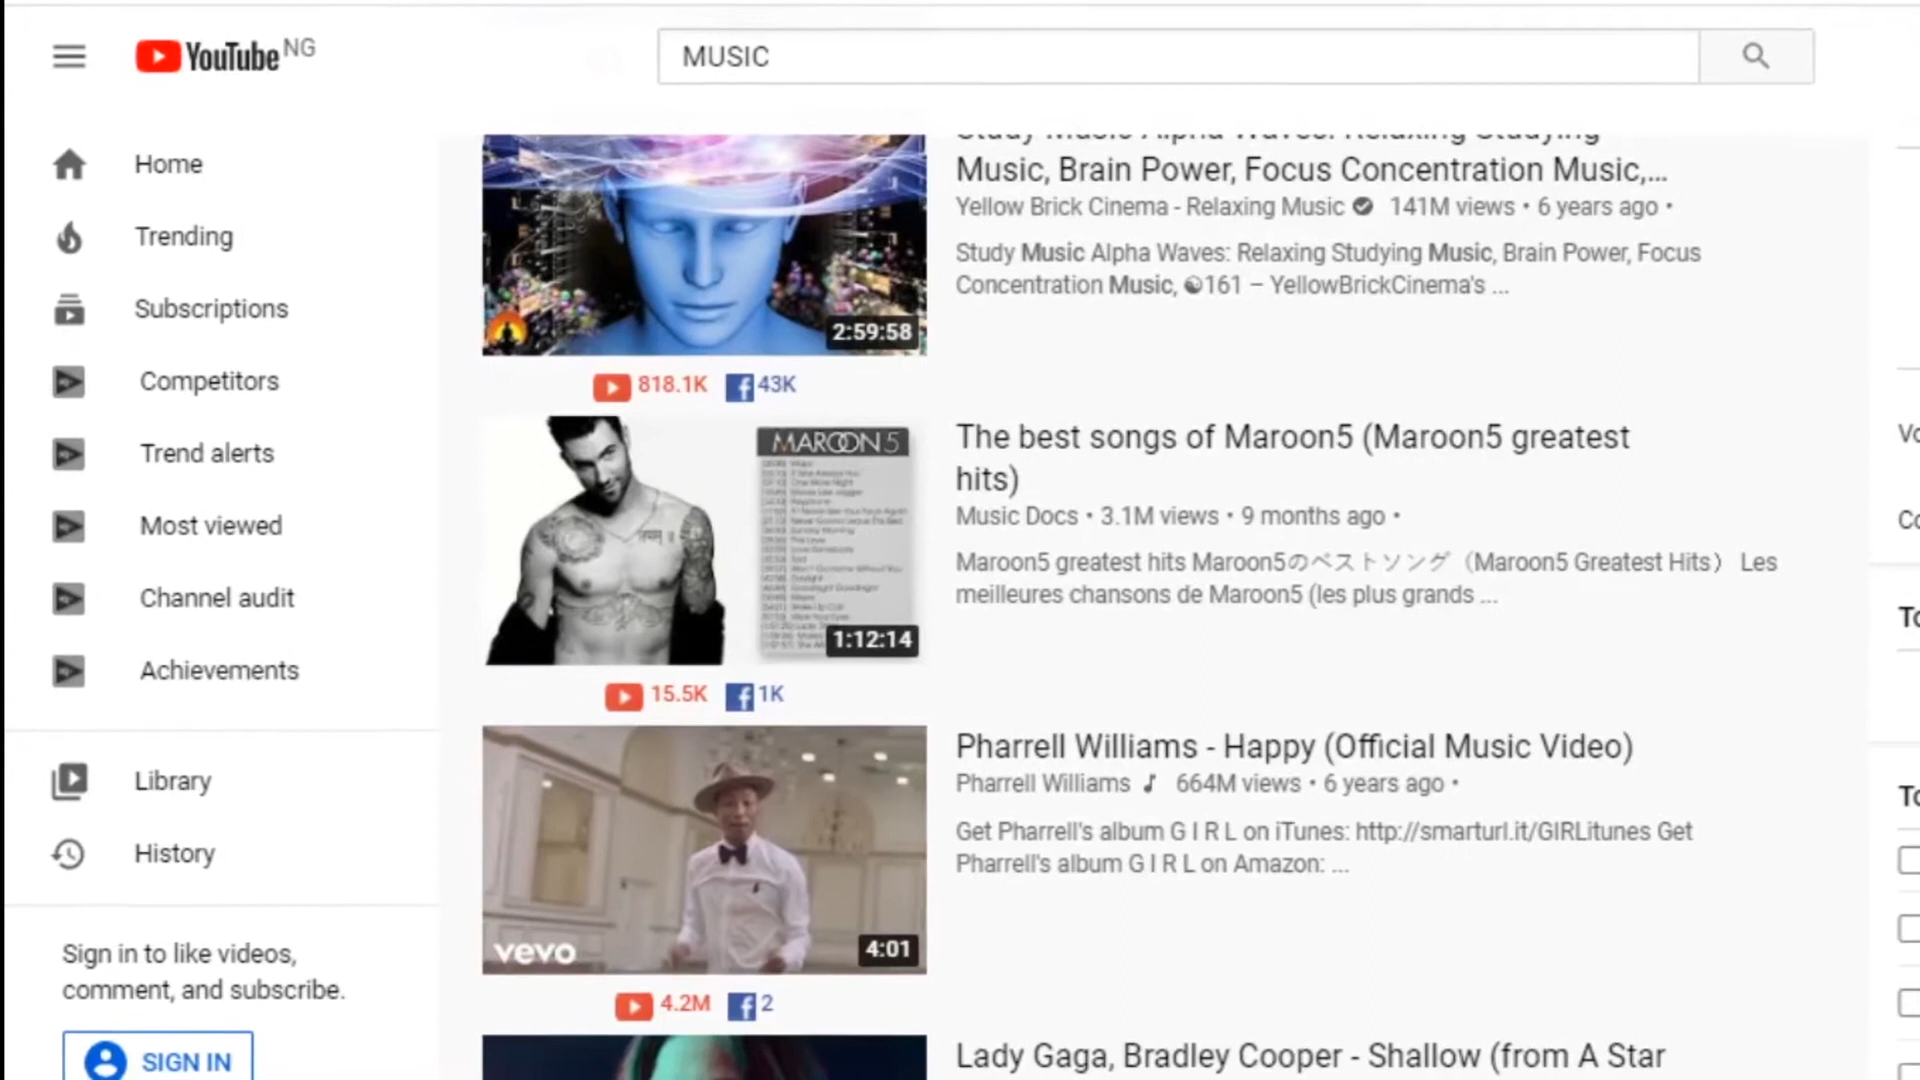 YouTube NG
MUSIC
Home
Trending
Subscriptions
Competitors
Trend alerts
Most viewed
Channel audit
Achievements
Library
History
Sign in to like videos,
comment, and subscribe.
SIGN IN
Study Music Alpha Waves: Relaxing Studying
Music, Brain Power, Focus Concentration Music,...
Yellow Brick Cinema - Relaxing Music 141M views • 6 years ago •
Study Music Alpha Waves: Relaxing Studying Music, Brain Power, Focus
Concentration Music, ☯161 – YellowBrickCinema's ...
2:59:58
818.1K 43K
MAROON 5
1:12:14
The best songs of Maroon5 (Maroon5 greatest
hits)
Music Docs • 3.1M views • 9 months ago •
Maroon5 greatest hits Maroon5のベストソング（Maroon5 Greatest Hits） Les
meilleures chansons de Maroon5 (les plus grands ...
15.5K 1K
vevo
4:01
Pharrell Williams - Happy (Official Music Video)
Pharrell Williams ♪ 664M views • 6 years ago •
Get Pharrell's album G I R L on iTunes: http://smarturl.it/GIRLitunes Get
Pharrell's album G I R L on Amazon: ...
4.2M 2
Lady Gaga, Bradley Cooper - Shallow (from A Star